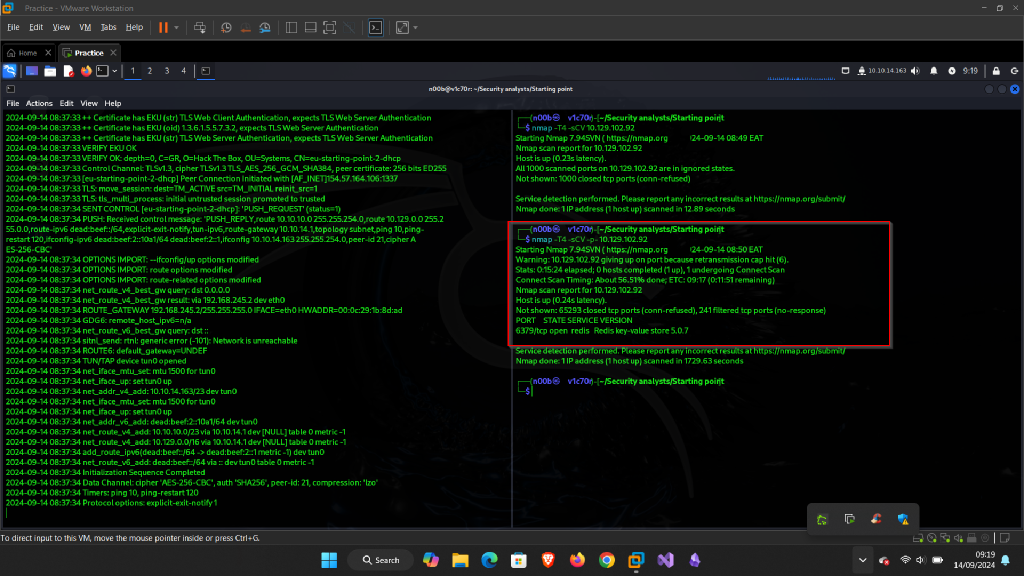 Practice - VMware Workstation
File Edit View VM Tabs Help
Home Practice
1 2 3 4 10.10.14.163 9:19
n00b@v1c70r: ~/Security analysts/Starting point
File Actions Edit View Help
2024-09-14 08:37:33 ++ Certificate has EKU (str) TLS Web Client Authentication, expects TLS Web Server Authentication
2024-09-14 08:37:33 ++ Certificate has EKU (oid) 1.3.6.1.5.5.7.3.2, expects TLS Web Server Authentication
2024-09-14 08:37:33 ++ Certificate has EKU (str) TLS Web Server Authentication, expects TLS Web Server Authentication
2024-09-14 08:37:33 VERIFY EKU OK
2024-09-14 08:37:33 VERIFY OK: depth=0, C=GR, O=Hack The Box, OU=Systems, CN=eu-starting-point-2-dhcp
2024-09-14 08:37:33 Control Channel: TLSv1.3, cipher TLSv1.3 TLS_AES_256_GCM_SHA384, peer certificate: 256 bits ED255
2024-09-14 08:37:33 [eu-starting-point-2-dhcp] Peer Connection Initiated with [AF_INET]154.57.164.106:1337
2024-09-14 08:37:33 TLS: move_session: dest=TM_ACTIVE src=TM_INITIAL reinit_src=1
2024-09-14 08:37:33 TLS: tls_multi_process: initial untrusted session promoted to trusted
2024-09-14 08:37:34 SENT CONTROL [eu-starting-point-2-dhcp]: 'PUSH_REQUEST' (status=1)
2024-09-14 08:37:34 PUSH: Received control message: 'PUSH_REPLY,route 10.10.10.0 255.255.254.0,route 10.129.0.0 255.2
55.0.0,route-ipv6 dead:beef::/64,explicit-exit-notify,tun-ipv6,route-gateway 10.10.14.1,topology subnet,ping 10,ping-
restart 120,ifconfig-ipv6 dead:beef:2::10a1/64 dead:beef:2::1,ifconfig 10.10.14.163 255.255.254.0,peer-id 21,cipher A
ES-256-CBC'
2024-09-14 08:37:34 OPTIONS IMPORT: --ifconfig/up options modified
2024-09-14 08:37:34 OPTIONS IMPORT: route options modified
2024-09-14 08:37:34 OPTIONS IMPORT: route-related options modified
2024-09-14 08:37:34 net_route_v4_best_gw query: dst 0.0.0.0
2024-09-14 08:37:34 net_route_v4_best_gw result: via 192.168.245.2 dev eth0
2024-09-14 08:37:34 ROUTE_GATEWAY 192.168.245.2/255.255.255.0 IFACE=eth0 HWADDR=00:0c:29:1b:8d:ad
2024-09-14 08:37:34 GDG6: remote_host_ipv6=n/a
2024-09-14 08:37:34 net_route_v6_best_gw query: dst ::
2024-09-14 08:37:34 sitnl_send: rtnl: generic error (-101): Network is unreachable
2024-09-14 08:37:34 ROUTE6: default_gateway=UNDEF
2024-09-14 08:37:34 TUN/TAP device tun0 opened
2024-09-14 08:37:34 net_iface_mtu_set: mtu 1500 for tun0
2024-09-14 08:37:34 net_iface_up: set tun0 up
2024-09-14 08:37:34 net_addr_v4_add: 10.10.14.163/23 dev tun0
2024-09-14 08:37:34 net_iface_mtu_set: mtu 1500 for tun0
2024-09-14 08:37:34 net_iface_up: set tun0 up
2024-09-14 08:37:34 net_addr_v6_add: dead:beef:2::10a1/64 dev tun0
2024-09-14 08:37:34 net_route_v4_add: 10.10.10.0/23 via 10.10.14.1 dev [NULL] table 0 metric -1
2024-09-14 08:37:34 net_route_v4_add: 10.129.0.0/16 via 10.10.14.1 dev [NULL] table 0 metric -1
2024-09-14 08:37:34 add_route_ipv6(dead:beef::/64 -> dead:beef:2::1 metric -1) dev tun0
2024-09-14 08:37:34 net_route_v6_add: dead:beef::/64 via :: dev tun0 table 0 metric -1
2024-09-14 08:37:34 Initialization Sequence Completed
2024-09-14 08:37:34 Data Channel: cipher 'AES-256-CBC', auth 'SHA256', peer-id: 21, compression: 'lzo'
2024-09-14 08:37:34 Timers: ping 10, ping-restart 120
2024-09-14 08:37:34 Protocol options: explicit-exit-notify 1
(n00b㉿v1c70r)-[~/Security analysts/Starting point]
$ nmap -T4 -sCV 10.129.102.92
Starting Nmap 7.94SVN ( https://nmap.org /24-09-14 08:49 EAT
Nmap scan report for 10.129.102.92
Host is up (0.23s latency).
All 1000 scanned ports on 10.129.102.92 are in ignored states.
Not shown: 1000 closed tcp ports (conn-refused)
Service detection performed. Please report any incorrect results at https://nmap.org/submit/
Nmap done: 1 IP address (1 host up) scanned in 12.89 seconds
(n00b㉿v1c70r)-[~/Security analysts/Starting point]
$ nmap -T4 -sCV -p- 10.129.102.92
Starting Nmap 7.94SVN ( https://nmap.org /24-09-14 08:50 EAT
Warning: 10.129.102.92 giving up on port because retransmission cap hit (6).
Stats: 0:15:24 elapsed; 0 hosts completed (1 up), 1 undergoing Connect Scan
Connect Scan Timing: About 56.51% done; ETC: 09:17 (0:11:51 remaining)
Nmap scan report for 10.129.102.92
Host is up (0.24s latency).
Not shown: 65293 closed tcp ports (conn-refused), 241 filtered tcp ports (no-response)
PORT STATE SERVICE VERSION
6379/tcp open redis Redis key-value store 5.0.7
Service detection performed. Please report any incorrect results at https://nmap.org/submit/
Nmap done: 1 IP address (1 host up) scanned in 1729.63 seconds
(n00b㉿v1c70r)-[~/Security analysts/Starting point]
$
To direct input to this VM, move the mouse pointer inside or press Ctrl+G.
Search
09:19
14/09/2024